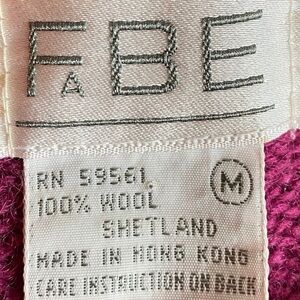 FABE
RN 59561 M
100% WOOL
SHETLAND
MADE IN HONG KONG
CARE INSTRUCTION ON BACK